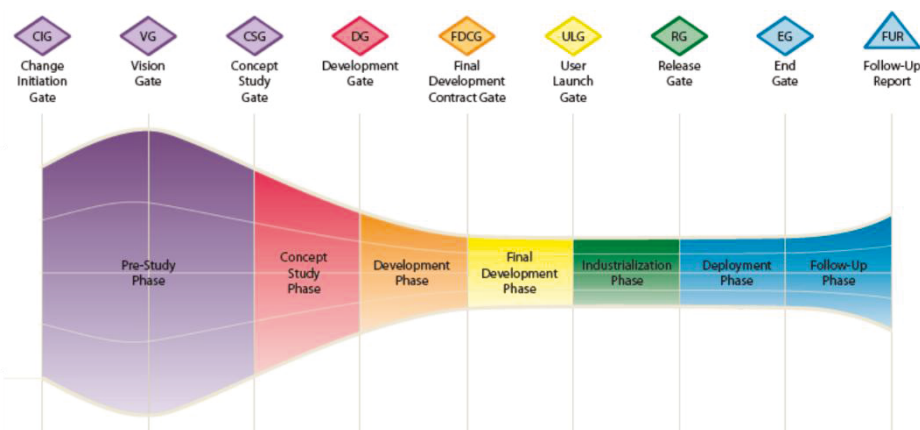 CIG
VG
CSG
DG
FDCG
ULG
RG
EG
FUR
Change
Initiation
Gate
Vision
Gate
Concept
Study
Gate
Development
Gate
Final
Development
Contract Gate
User
Launch
Gate
Release
Gate
End
Gate
Follow-Up
Report
Pre-Study
Phase
Concept
Study
Phase
Development
Phase
Final
Development
Phase
Industrialization
Phase
Deployment
Phase
Follow-Up
Phase